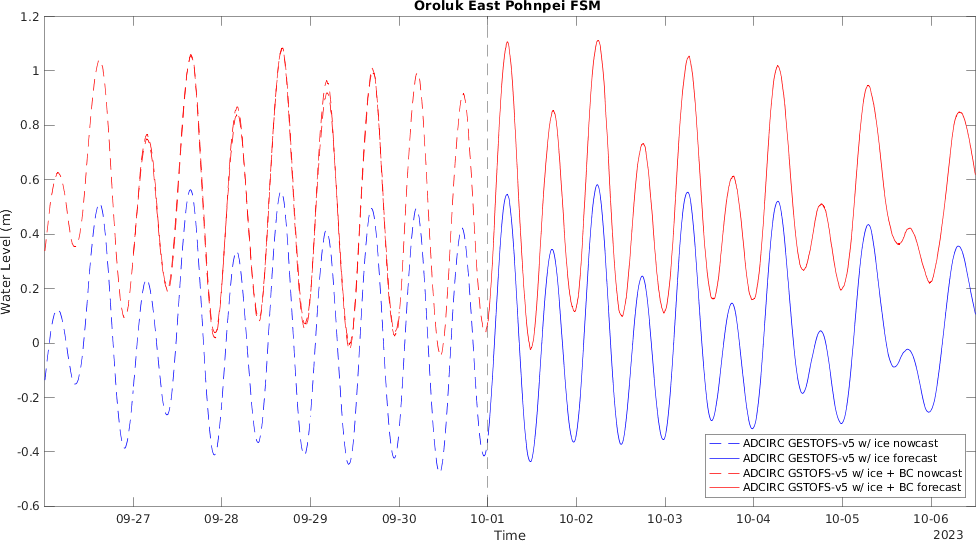 Oroluk East Pohnpei FSM
1.2
1
0.8
0.6
0.4
0.2
0
-0.2
-0.4
-0.6
Water Level (m)
ADCIRC GESTOFS-v5 w/ ice nowcast
ADCIRC GESTOFS-v5 w/ ice forecast
ADCIRC GSTOFS-v5 w/ ice + BC nowcast
ADCIRC GSTOFS-v5 w/ ice + BC forecast
09-27 09-28 09-29 09-30 10-01 10-02 10-03 10-04 10-05 10-06
Time
2023